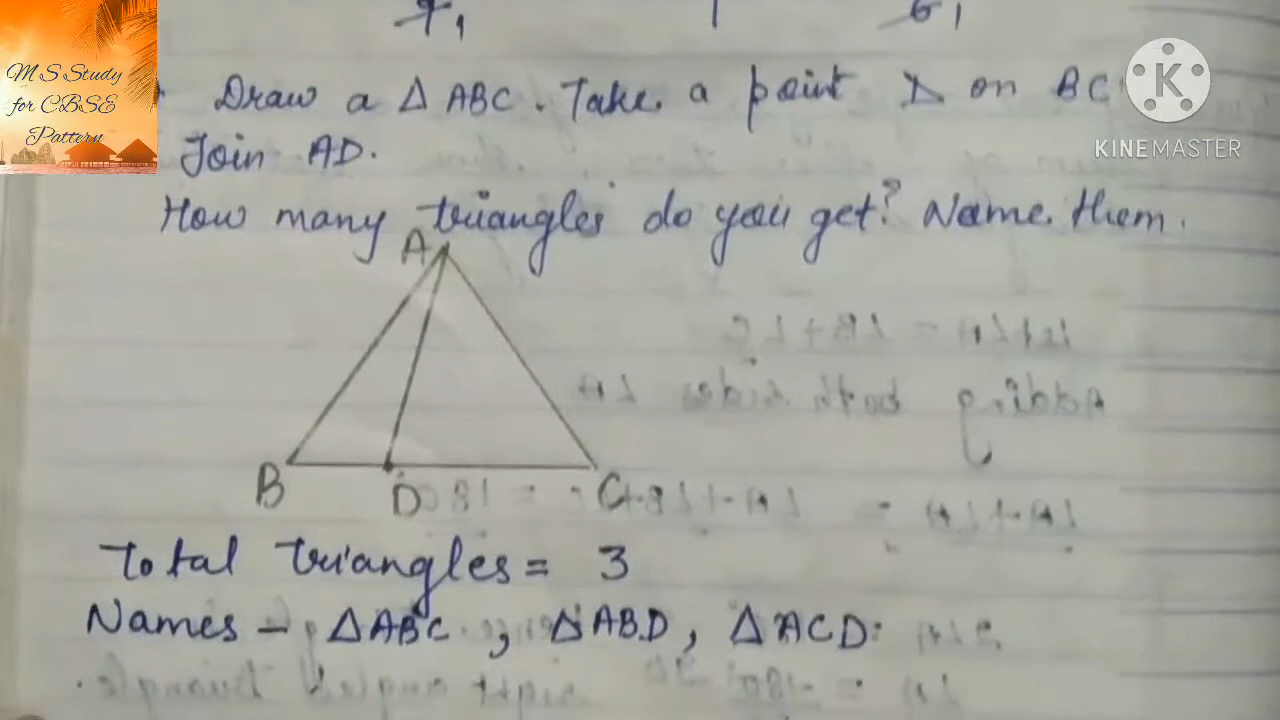 M S Study
for CBSE
Pattern
K
KINEMASTER
Draw a △ ABC. Take a point D on BC
Join AD.
How many triangles do you get? Name them.
A
B
D
C
Total triangles = 3
Names - △ABC, △ABD, △ACD.